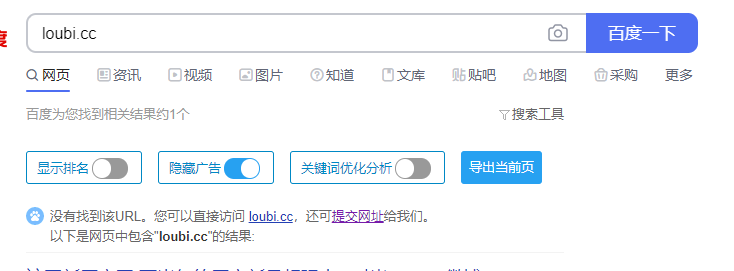 loubi.cc
百度一下
网页 资讯 视频 图片 知道 文库 贴吧 地图 采购 更多
百度为您找到相关结果约1个
搜索工具
显示排名 隐藏广告 关键词优化分析 导出当前页
没有找到该URL。您可以直接访问 loubi.cc，还可提交网址给我们。
以下是网页中包含"loubi.cc"的结果: